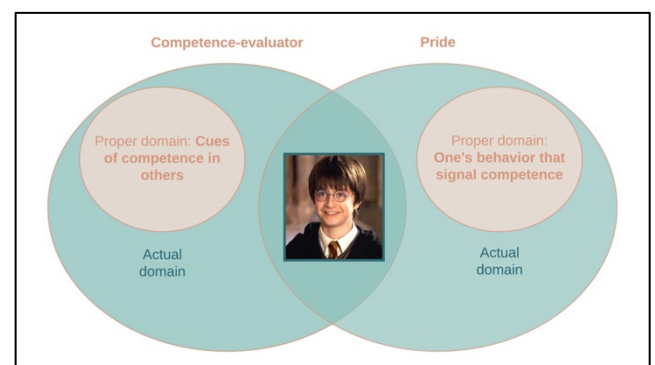 Competence-evaluator
Pride
Proper domain: Cues
of competence in
others
Proper domain:
One's behavior that
signal competence
Actual
domain
Actual
domain